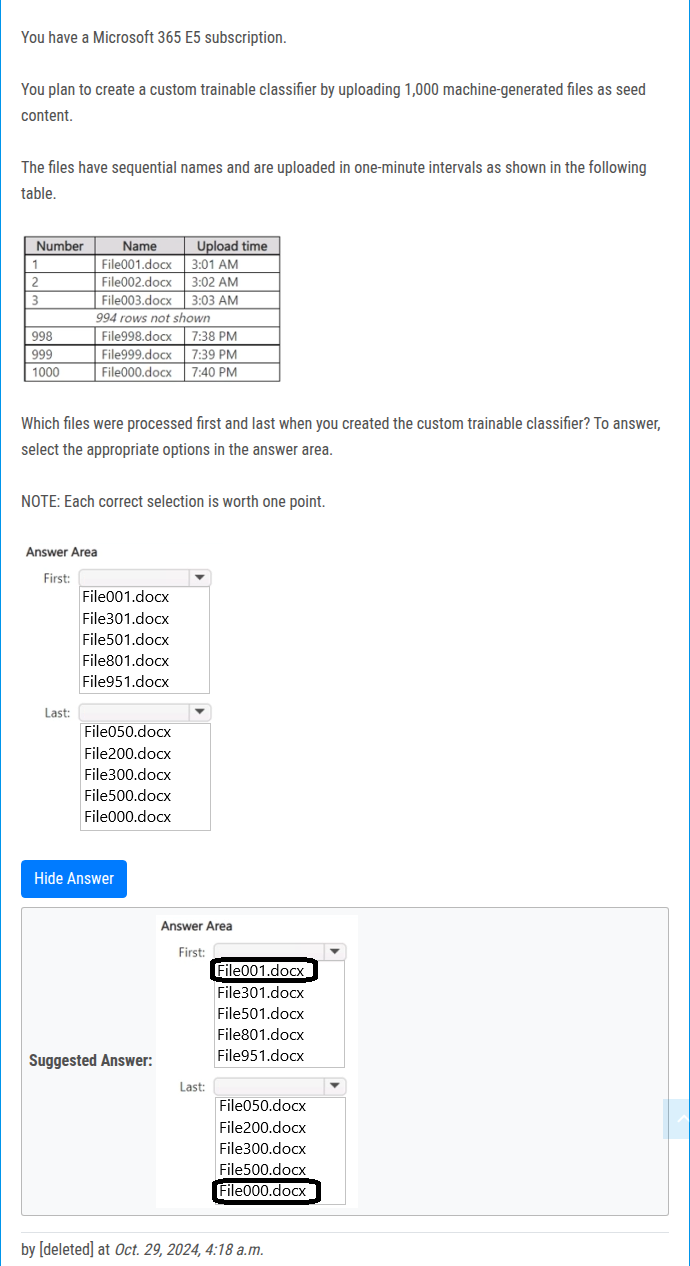 You have a Microsoft 365 E5 subscription.
You plan to create a custom trainable classifier by uploading 1,000 machine-generated files as seed
content.
The files have sequential names and are uploaded in one-minute intervals as shown in the following
table.
Number Name Upload time
1 File001.docx 3:01 AM
2 File002.docx 3:02 AM
3 File003.docx 3:03 AM
994 rows not shown
998 File998.docx 7:38 PM
999 File999.docx 7:39 PM
1000 File000.docx 7:40 PM
Which files were processed first and last when you created the custom trainable classifier? To answer,
select the appropriate options in the answer area.
NOTE: Each correct selection is worth one point.
Answer Area
First:
File001.docx
File301.docx
File501.docx
File801.docx
File951.docx
Last:
File050.docx
File200.docx
File300.docx
File500.docx
File000.docx
Hide Answer
Suggested Answer:
Answer Area
First:
File001.docx
File301.docx
File501.docx
File801.docx
File951.docx
Last:
File050.docx
File200.docx
File300.docx
File500.docx
File000.docx
by [deleted] at Oct. 29, 2024, 4:18 a.m.